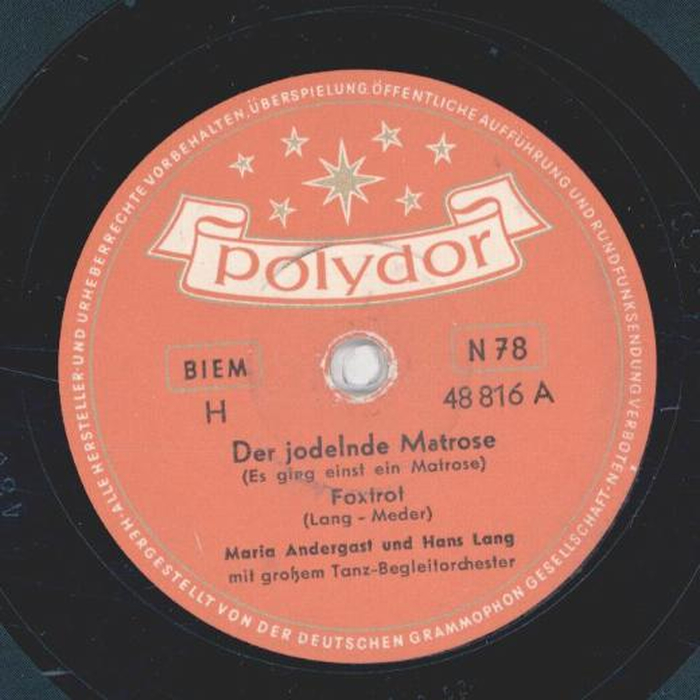 ALLE HERSTELLER- UND URHEBERRECHTE VORBEHALTEN, ÜBERSPIELUNG, ÖFFENTLICHE AUFFÜHRUNG UND RUNDFUNKSENDUNG VERBOTEN
polydor
BIEM
N 78
H
48 816 A
Der jodelnde Matrose
(Es gieg einst ein Matrose)
Foxtrot
(Lang - Meder)
Maria Andergast und Hans Lang
mit großem Tanz-Begleitorchester
HERGESTELLT VON DER DEUTSCHEN GRAMMOPHON GESELLSCHAFT